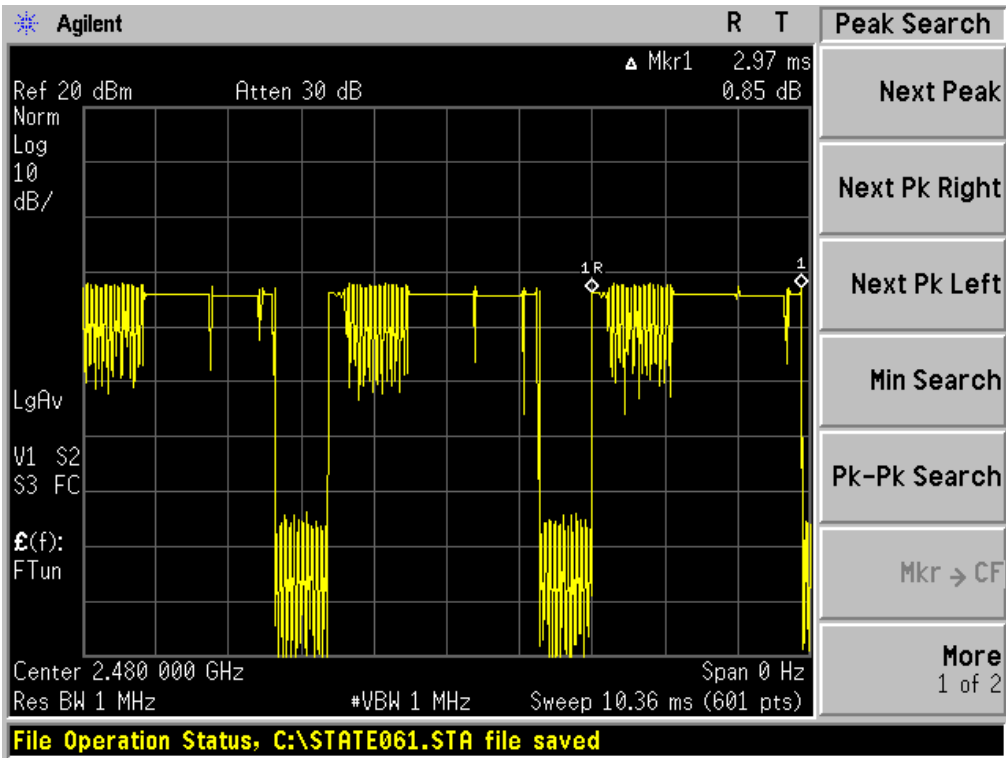 Agilent R T
Peak Search
Δ Mkr1 2.97 ms
Ref 20 dBm Atten 30 dB 0.85 dB
Norm
Log
10
dB/
1R
1
LgAv
V1 S2
S3 FC
£(f):
FTun
Center 2.480 000 GHz Span 0 Hz
Res BW 1 MHz #VBW 1 MHz Sweep 10.36 ms (601 pts)
File Operation Status, C:\STATE061.STA file saved
Next Peak
Next Pk Right
Next Pk Left
Min Search
Pk-Pk Search
Mkr → CF
More
1 of 2